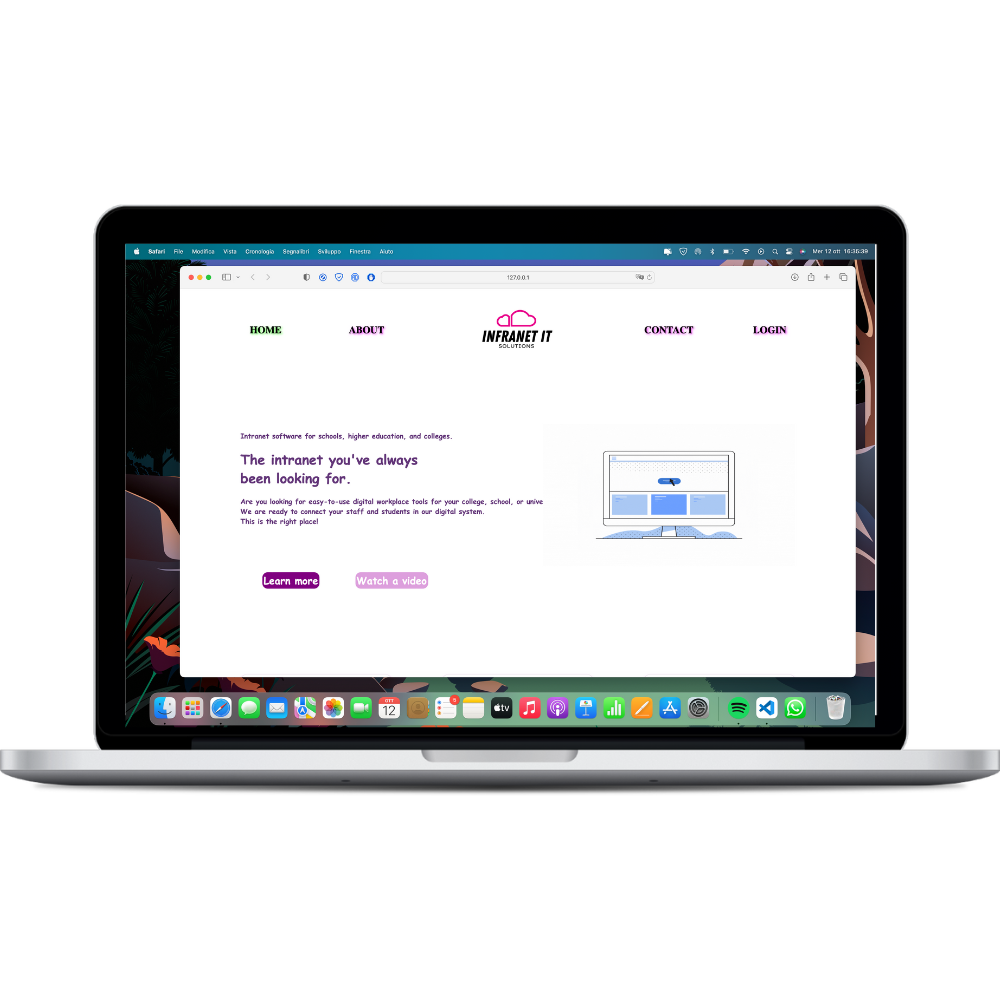 Safari File Modifica Vista Cronologia Segnalibri Sviluppo Finestra Aiuto Mer 12 ott 16:35:39
127.0.0.1
HOME ABOUT INFRANET IT CONTACT LOGIN
SOLUTIONS
Intranet software for schools, higher education, and colleges.
The intranet you've always
been looking for.
Are you looking for easy-to-use digital workplace tools for your college, school, or unive
We are ready to connect your staff and students in our digital system.
This is the right place!
Learn more Watch a video
OTT
12
tv